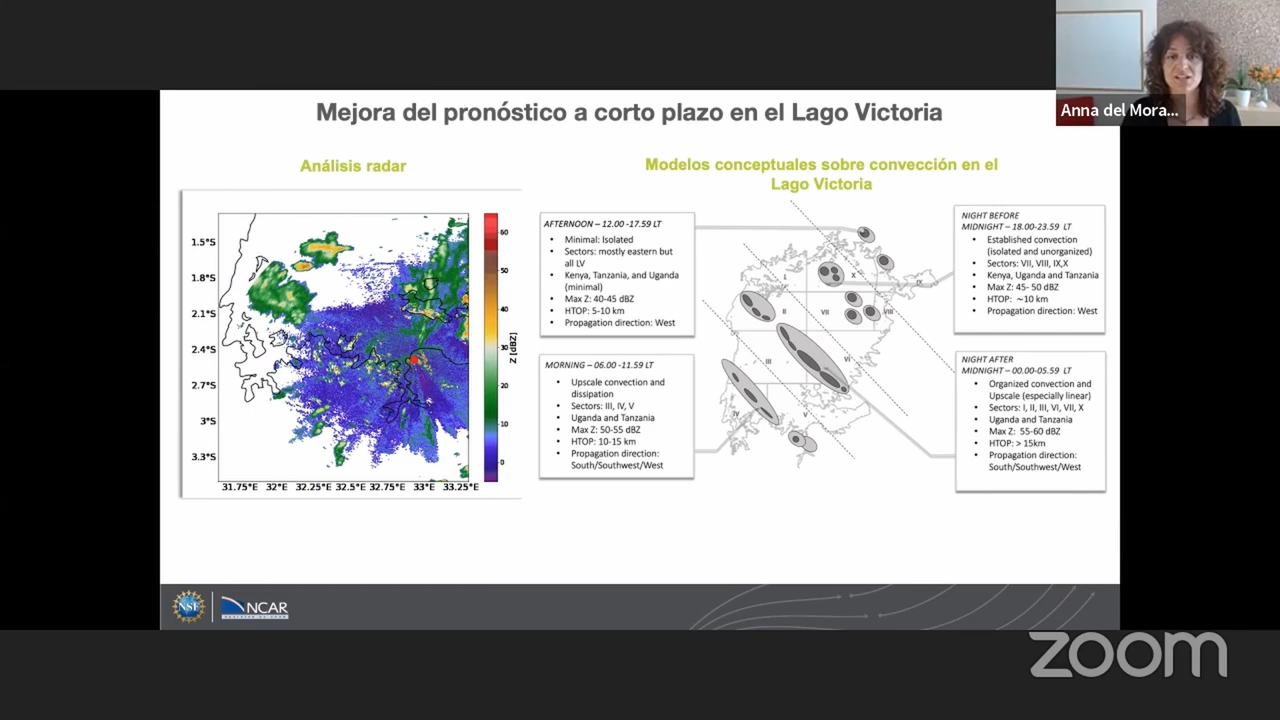 Anna del Mora...
Mejora del pronóstico a corto plazo en el Lago Victoria
Análisis radar
1.5°S
1.8°S
2.1°S
2.4°S
2.7°S
3°S
3.3°S
31.75°E 32°E 32.25°E 32.5°E 32.75°E 33°E 33.25°E
60
50
40
30
20
10
0
Z [dBZ]
Modelos conceptuales sobre convección en el
Lago Victoria
AFTERNOON – 12.00 -17.59 LT
• Minimal: Isolated
• Sectors: mostly eastern but
all LV
• Kenya, Tanzania, and Uganda
(minimal)
• Max Z: 40-45 dBZ
• HTOP: 5-10 km
• Propagation direction: West
MORNING – 06.00 -11.59 LT
• Upscale convection and
dissipation
• Sectors: III, IV, V
• Uganda and Tanzania
• Max Z: 50-55 dBZ
• HTOP: 10-15 km
• Propagation direction:
South/Southwest/West
I
X
IX
II
VII
VIII
III
VI
IV
V
NIGHT BEFORE
MIDNIGHT – 18.00-23.59 LT
• Established convection
(isolated and unorganized)
• Sectors: VII, VIII, IX,X
• Kenya, Uganda and Tanzania
• Max Z: 45- 50 dBZ
• HTOP: ~10 km
• Propagation direction: West
NIGHT AFTER
MIDNIGHT – 00.00-05.59 LT
• Organized convection and
Upscale (especially linear)
• Sectors: I, II, III, VI, VII, X
• Uganda and Tanzania
• Max Z: 55-60 dBZ
• HTOP: > 15km
• Propagation direction:
South/Southwest/West
NSF
NCAR
zoom